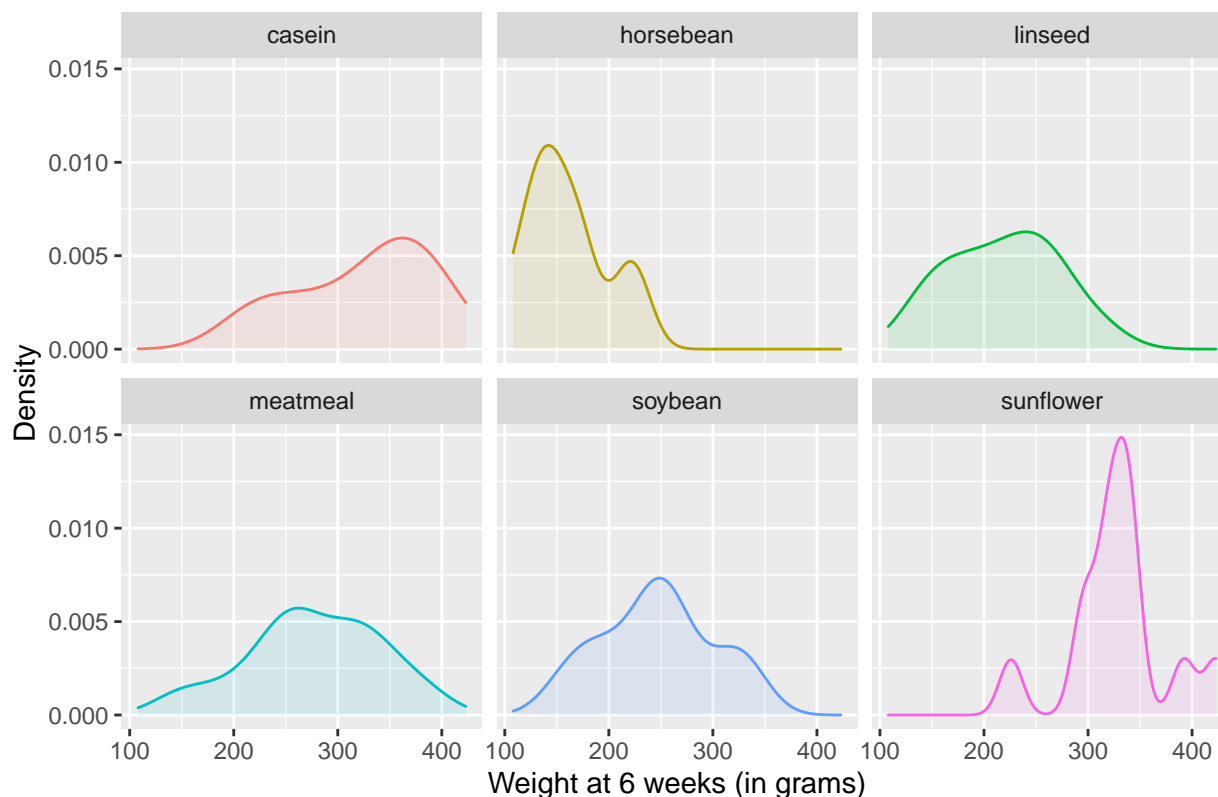 casein horsebean linseed
0.015
0.010
0.005
0.000
meatmeal soybean sunflower
0.015
0.010
0.005
0.000
100 200 300 400 100 200 300 400 100 200 300 400
Density
Weight at 6 weeks (in grams)